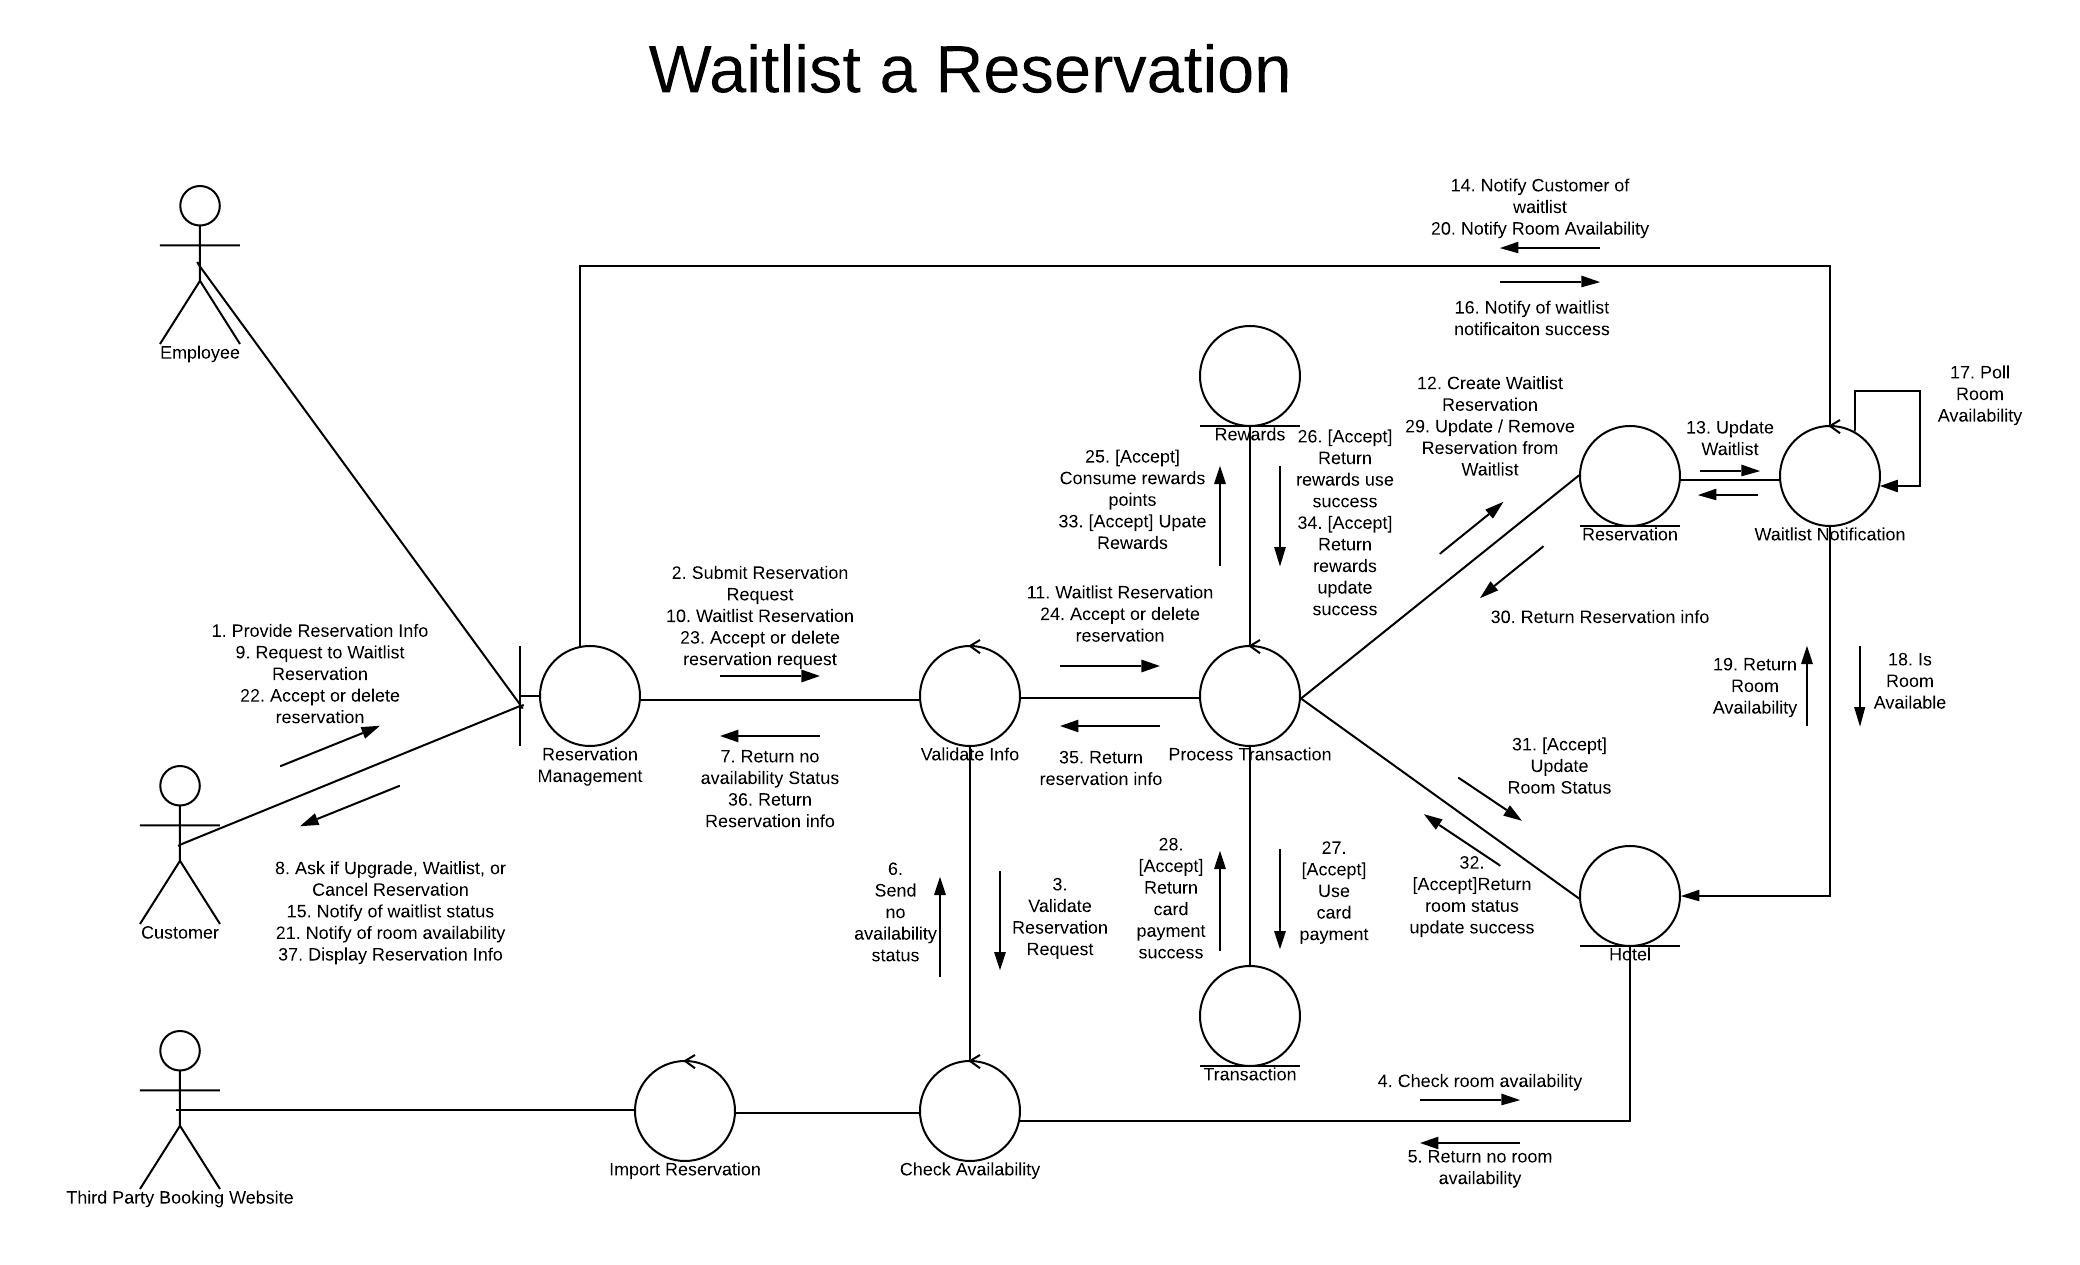 Waitlist a Reservation
14. Notify Customer of
waitlist
20. Notify Room Availability
16. Notify of waitlist
notificaiton success
Employee
17. Poll
Room
Availability
Rewards
12. Create Waitlist
Reservation
29. Update / Remove
Reservation from
Waitlist
13. Update
Waitlist
25. [Accept]
Consume rewards
points
33. [Accept] Upate
Rewards
26. [Accept]
Return
rewards use
success
34. [Accept]
Return
rewards
update
success
Reservation
Waitlist Notification
2. Submit Reservation
Request
10. Waitlist Reservation
23. Accept or delete
reservation request
11. Waitlist Reservation
24. Accept or delete
reservation
30. Return Reservation info
1. Provide Reservation Info
9. Request to Waitlist
Reservation
22. Accept or delete
reservation
19. Return
Room
Availability
18. Is
Room
Available
Reservation
Management
7. Return no
availability Status
36. Return
Reservation info
Validate Info
35. Return
reservation info
Process Transaction
31. [Accept]
Update
Room Status
8. Ask if Upgrade, Waitlist, or
Cancel Reservation
15. Notify of waitlist status
21. Notify of room availability
37. Display Reservation Info
Customer
6.
Send
no
availability
status
3.
Validate
Reservation
Request
28.
[Accept]
Return
card
payment
success
27.
[Accept]
Use
card
payment
32.
[Accept]Return
room status
update success
Hotel
Transaction
4. Check room availability
5. Return no room
availability
Import Reservation
Check Availability
Third Party Booking Website